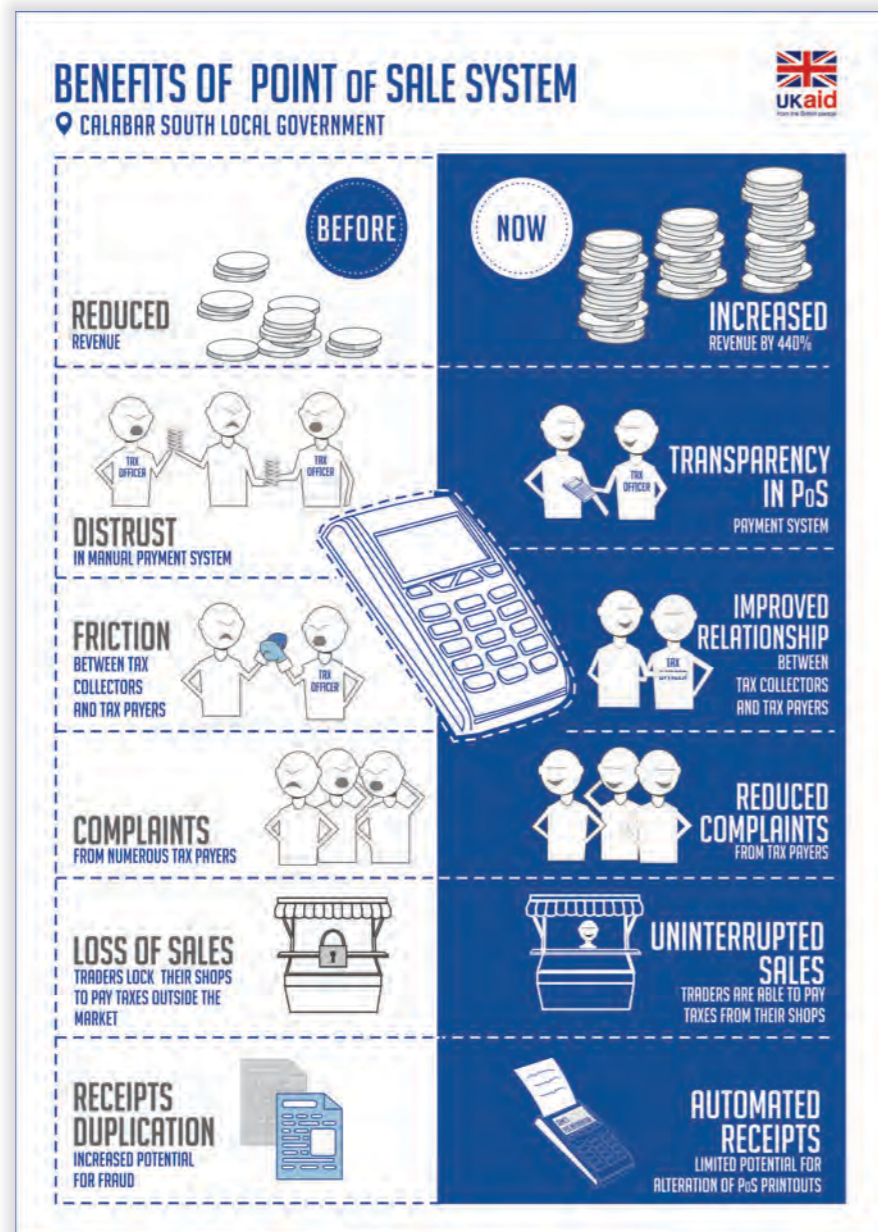 BENEFITS OF POINT OF SALE SYSTEM
CALABAR SOUTH LOCAL GOVERNMENT
UKaid
from the British people
BEFORE
NOW
REDUCED
REVENUE
INCREASED
REVENUE BY 440%
TAX
OFFICER
TAX
OFFICER
DISTRUST
IN MANUAL PAYMENT SYSTEM
TAX
OFFICER
TRANSPARENCY
IN PoS
PAYMENT SYSTEM
FRICTION
BETWEEN TAX
COLLECTORS
AND TAX PAYERS
TAX
OFFICER
TAX
IMPROVED
RELATIONSHIP
BETWEEN
TAX COLLECTORS
AND TAX PAYERS
COMPLAINTS
FROM NUMEROUS TAX PAYERS
REDUCED
COMPLAINTS
FROM TAX PAYERS
LOSS OF SALES
TRADERS LOCK THEIR SHOPS
TO PAY TAXES OUTSIDE THE
MARKET
UNINTERRUPTED
SALES
TRADERS ARE ABLE TO PAY
TAXES FROM THEIR SHOPS
RECEIPTS
DUPLICATION
INCREASED POTENTIAL
FOR FRAUD
AUTOMATED
RECEIPTS
LIMITED POTENTIAL FOR
ALTERATION OF PoS PRINTOUTS